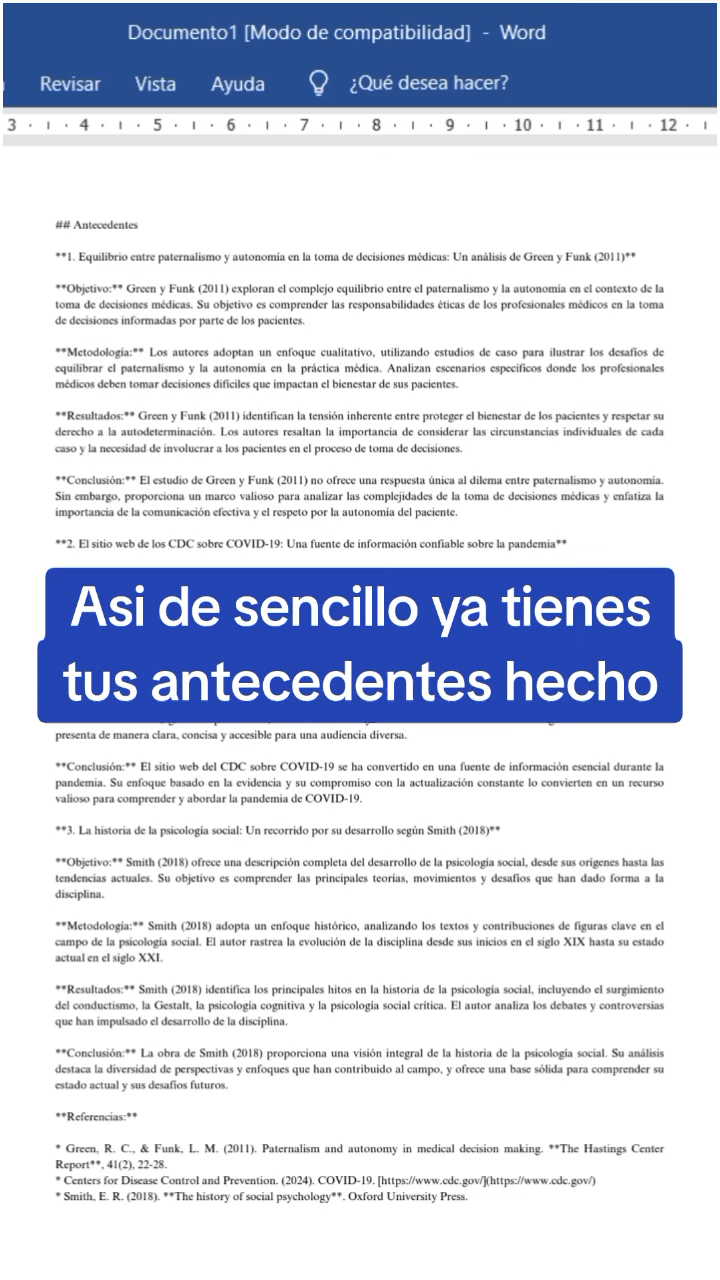 Documento1 [Modo de compatibilidad] - Word
Revisar Vista Ayuda ¿Qué desea hacer?
3 4 5 6 7 8 9 10 11 12
## Antecedentes
**1. Equilibrio entre paternalismo y autonomía en la toma de decisiones médicas: Un análisis de Green y Funk (2011)**
**Objetivo:** Green y Funk (2011) exploran el complejo equilibrio entre el paternalismo y la autonomía en el contexto de la
toma de decisiones médicas. Su objetivo es comprender las responsabilidades éticas de los profesionales médicos en la toma
de decisiones informadas por parte de los pacientes.
**Metodología:** Los autores adoptan un enfoque cualitativo, utilizando estudios de caso para ilustrar los desafíos de
equilibrar el paternalismo y la autonomía en la práctica médica. Analizan escenarios específicos donde los profesionales
médicos deben tomar decisiones difíciles que impactan el bienestar de sus pacientes.
**Resultados:** Green y Funk (2011) identifican la tensión inherente entre proteger el bienestar de los pacientes y respetar su
derecho a la autodeterminación. Los autores resaltan la importancia de considerar las circunstancias individuales de cada
caso y la necesidad de involucrar a los pacientes en el proceso de toma de decisiones.
**Conclusión:** El estudio de Green y Funk (2011) no ofrece una respuesta única al dilema entre paternalismo y autonomía.
Sin embargo, proporciona un marco valioso para analizar las complejidades de la toma de decisiones médicas y enfatiza la
importancia de la comunicación efectiva y el respeto por la autonomía del paciente.
**2. El sitio web de los CDC sobre COVID-19: Una fuente de información confiable sobre la pandemia**
Asi de sencillo ya tienes
tus antecedentes hecho
presenta de manera clara, concisa y accesible para una audiencia diversa.
**Conclusión:** El sitio web del CDC sobre COVID-19 se ha convertido en una fuente de información esencial durante la
pandemia. Su enfoque basado en la evidencia y su compromiso con la actualización constante lo convierten en un recurso
valioso para comprender y abordar la pandemia de COVID-19.
**3. La historia de la psicología social: Un recorrido por su desarrollo según Smith (2018)**
**Objetivo:** Smith (2018) ofrece una descripción completa del desarrollo de la psicología social, desde sus orígenes hasta las
tendencias actuales. Su objetivo es comprender las principales teorías, movimientos y desafíos que han dado forma a la
disciplina.
**Metodología:** Smith (2018) adopta un enfoque histórico, analizando los textos y contribuciones de figuras clave en el
campo de la psicología social. El autor rastrea la evolución de la disciplina desde sus inicios en el siglo XIX hasta su estado
actual en el siglo XXI.
**Resultados:** Smith (2018) identifica los principales hitos en la historia de la psicología social, incluyendo el surgimiento
del conductismo, la Gestalt, la psicología cognitiva y la psicología social crítica. El autor analiza los debates y controversias
que han impulsado el desarrollo de la disciplina.
**Conclusión:** La obra de Smith (2018) proporciona una visión integral de la historia de la psicología social. Su análisis
destaca la diversidad de perspectivas y enfoques que han contribuido al campo, y ofrece una base sólida para comprender su
estado actual y sus desafíos futuros.
**Referencias:**
* Green, R. C., & Funk, L. M. (2011). Paternalism and autonomy in medical decision making. **The Hastings Center
Report**, 41(2), 22-28.
* Centers for Disease Control and Prevention. (2024). COVID-19. [https://www.cdc.gov/](https://www.cdc.gov/)
* Smith, E. R. (2018). **The history of social psychology**. Oxford University Press.